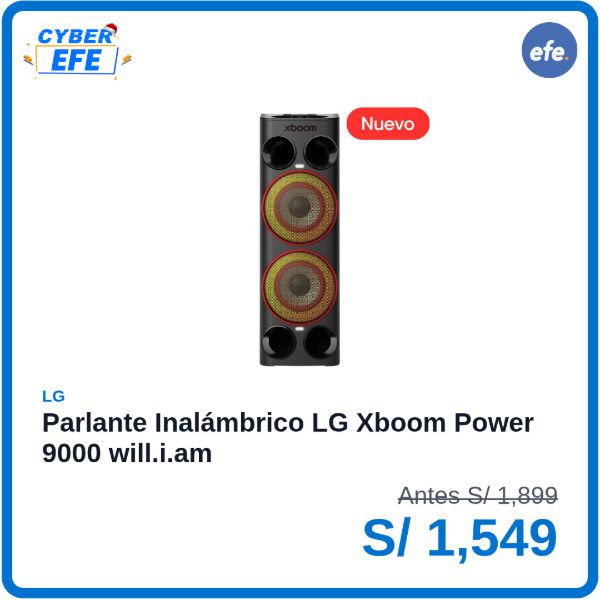 CYBER
EFE
efe.
Nuevo
xboom
LG
Parlante Inalámbrico LG Xboom Power
9000 will.i.am
Antes S/ 1,899
S/ 1,549